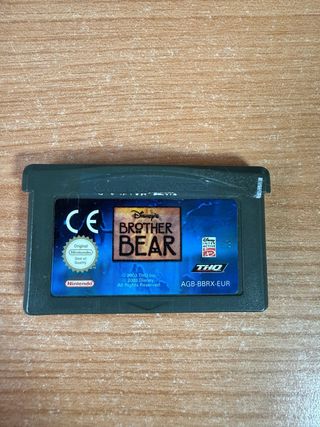 CE
Disney's
BROTHER
BEAR
Original
Nintendo
Seal of
Quality
Nintendo
© 2003 THQ Inc.
© 2003 Disney.
All Rights Reserved.
THQ
AGB-BBRX-EUR